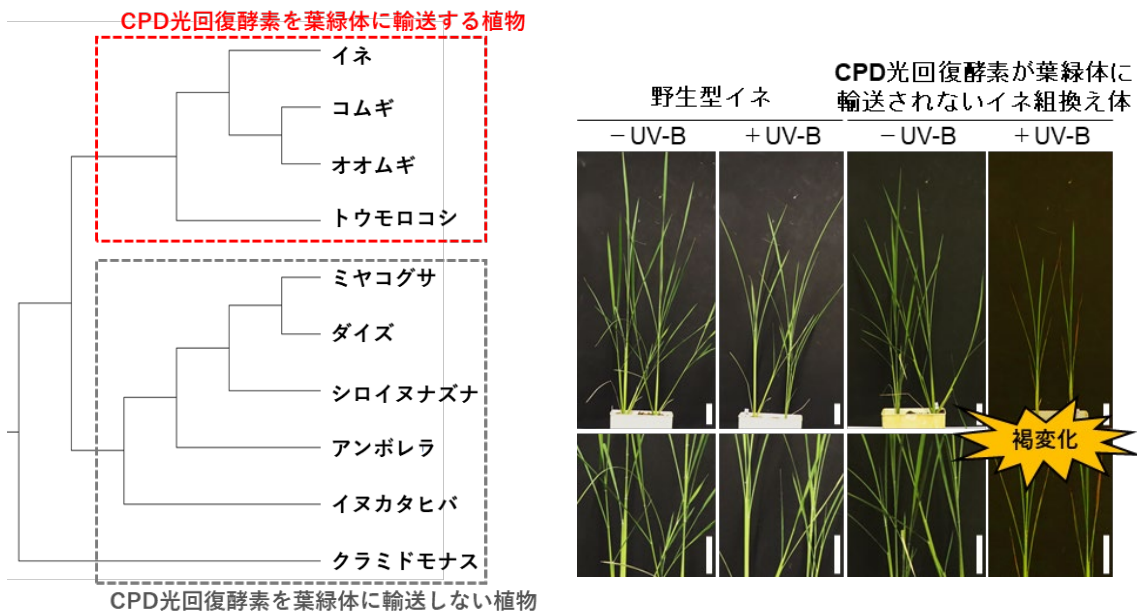 CPD光回復酵素を葉緑体に輸送する植物
イネ
コムギ
オオムギ
トウモロコシ
ミヤコグサ
ダイズ
シロイヌナズナ
アンボレラ
イヌカタヒバ
クラミドモナス
CPD光回復酵素を葉緑体に輸送しない植物
野生型イネ
CPD光回復酵素が葉緑体に
輸送されないイネ組換え体
－UV-B
＋UV-B
－UV-B
＋UV-B
褐変化